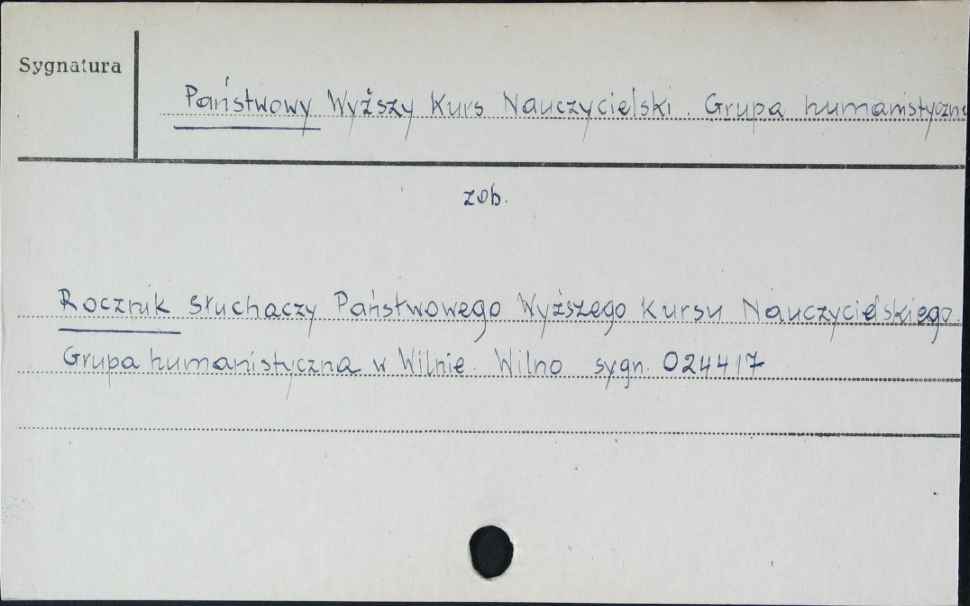 Sygnatura
Państwowy Wyższy Kurs Nauczycielski. Grupa humanistyczna
zob.
Rocznik Słuchaczy Państwowego Wyższego Kursu Nauczycielskiego.
Grupa humanistyczna w Wilnie. Wilno sygn. 024417